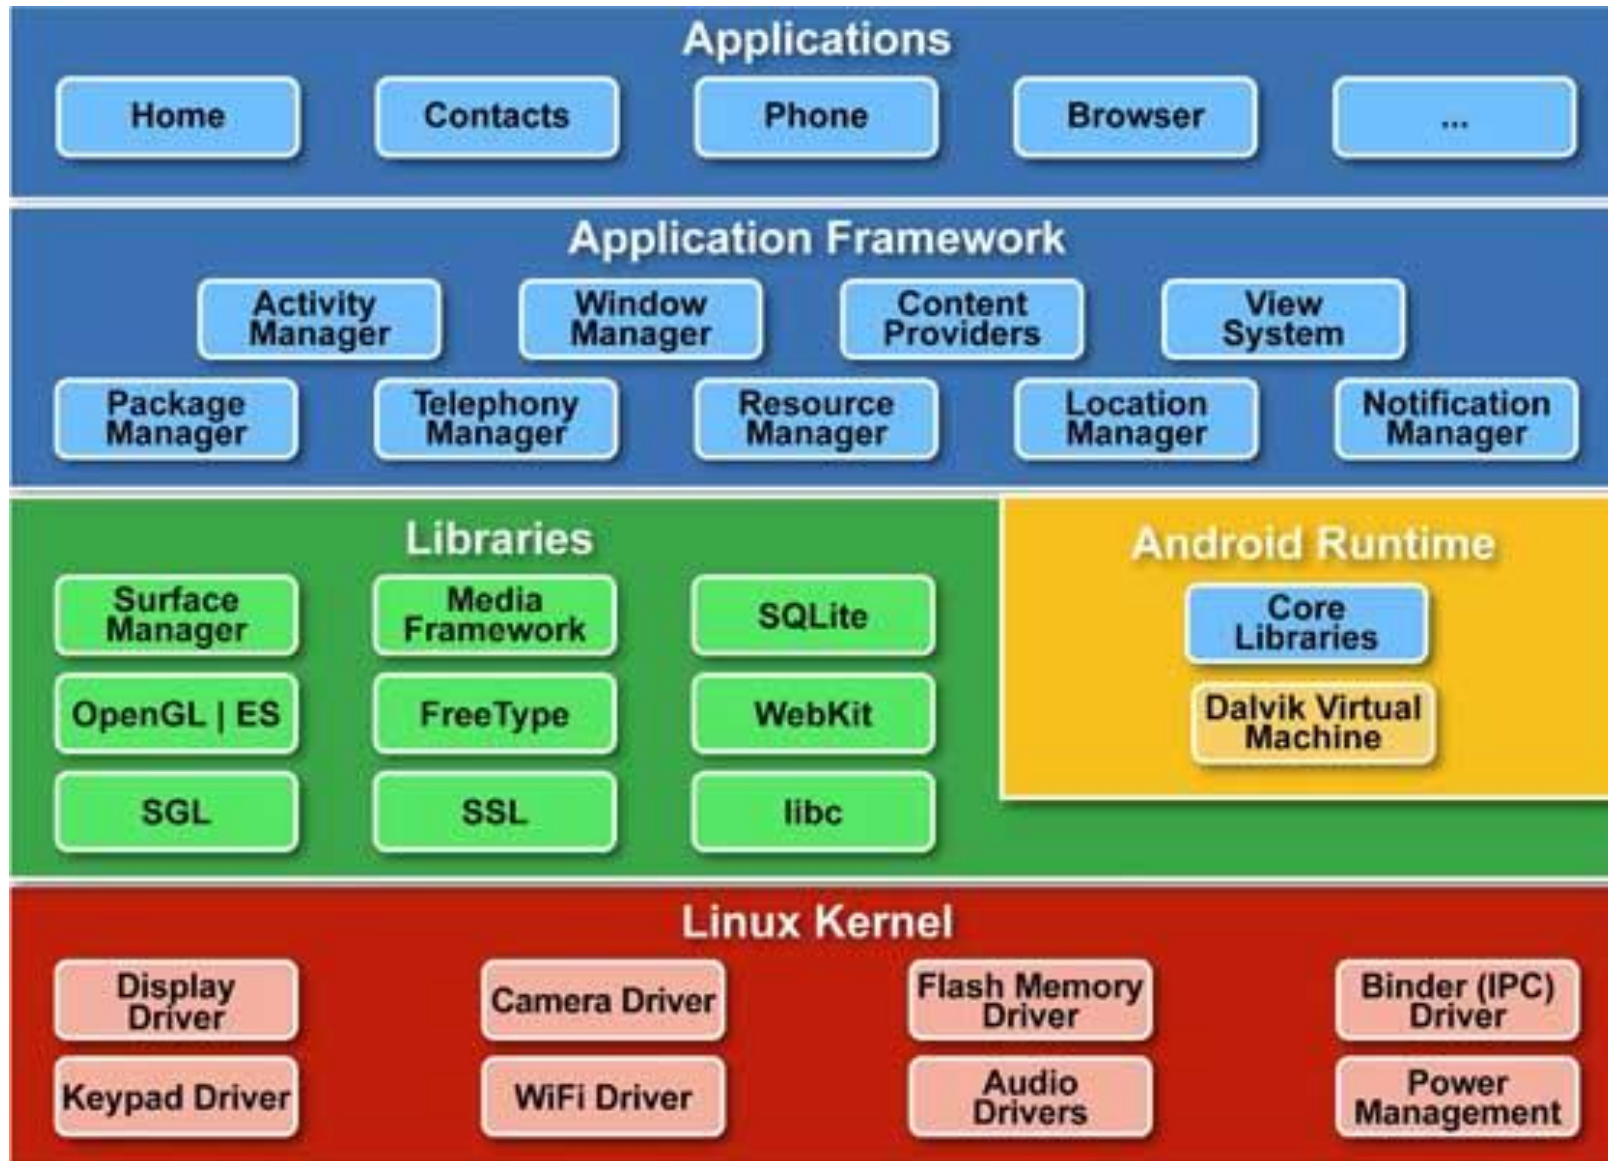 Applications
Home
Contacts
Phone
Browser
...
Application Framework
Activity
Manager
Window
Manager
Content
Providers
View
System
Package
Manager
Telephony
Manager
Resource
Manager
Location
Manager
Notification
Manager
Libraries
Surface
Manager
Media
Framework
SQLite
OpenGL | ES
FreeType
WebKit
SGL
SSL
libc
Android Runtime
Core
Libraries
Dalvik Virtual
Machine
Linux Kernel
Display
Driver
Camera Driver
Flash Memory
Driver
Binder (IPC)
Driver
Keypad Driver
WiFi Driver
Audio
Drivers
Power
Management